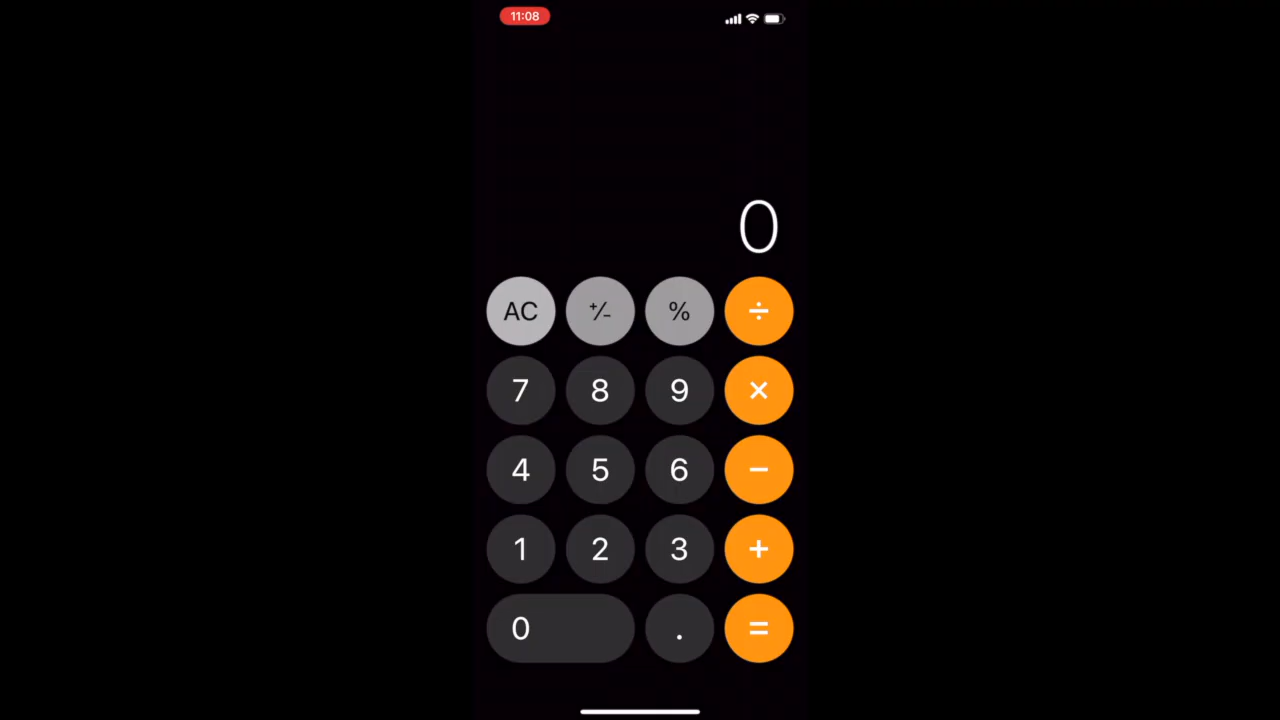 11:08
0
AC +/- % ÷
7 8 9 ×
4 5 6 −
1 2 3 +
0 . =